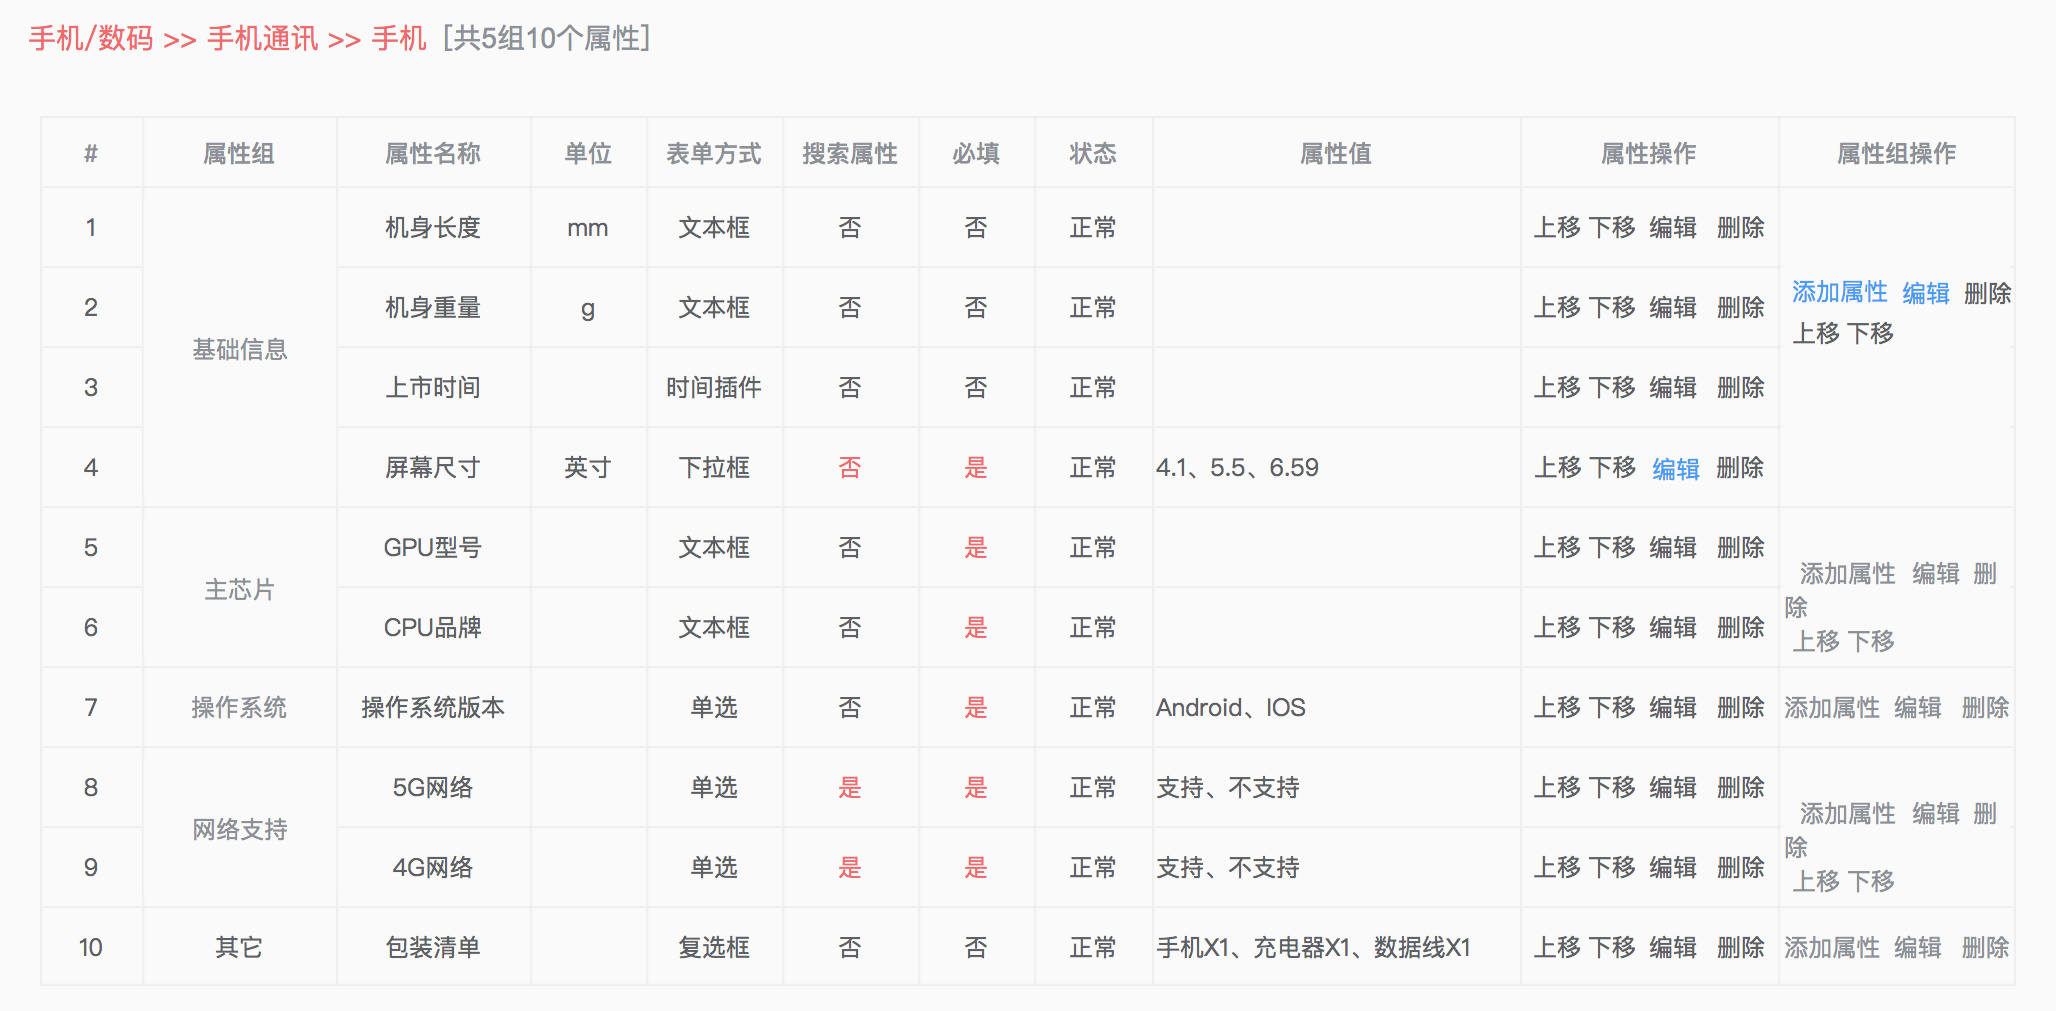 手机/数码 >> 手机通讯 >> 手机 [共5组10个属性]
# 属性组 属性名称 单位 表单方式 搜索属性 必填 状态 属性值 属性操作 属性组操作
1 基础信息 机身长度 mm 文本框 否 否 正常 上移 下移 编辑 删除
2 机身重量 g 文本框 否 否 正常 上移 下移 编辑 删除 添加属性 编辑 删除
上移 下移
3 上市时间 时间插件 否 否 正常 上移 下移 编辑 删除
4 屏幕尺寸 英寸 下拉框 否 是 正常 4.1、5.5、6.59 上移 下移 编辑 删除
5 主芯片 GPU型号 文本框 否 是 正常 上移 下移 编辑 删除 添加属性 编辑 删
除
6 CPU品牌 文本框 否 是 正常 上移 下移 编辑 删除 上移 下移
7 操作系统 操作系统版本 单选 否 是 正常 Android、IOS 上移 下移 编辑 删除 添加属性 编辑 删除
8 网络支持 5G网络 单选 是 是 正常 支持、不支持 上移 下移 编辑 删除 添加属性 编辑 删
除
9 4G网络 单选 是 是 正常 支持、不支持 上移 下移 编辑 删除 上移 下移
10 其它 包装清单 复选框 否 否 正常 手机X1、充电器X1、数据线X1 上移 下移 编辑 删除 添加属性 编辑 删除